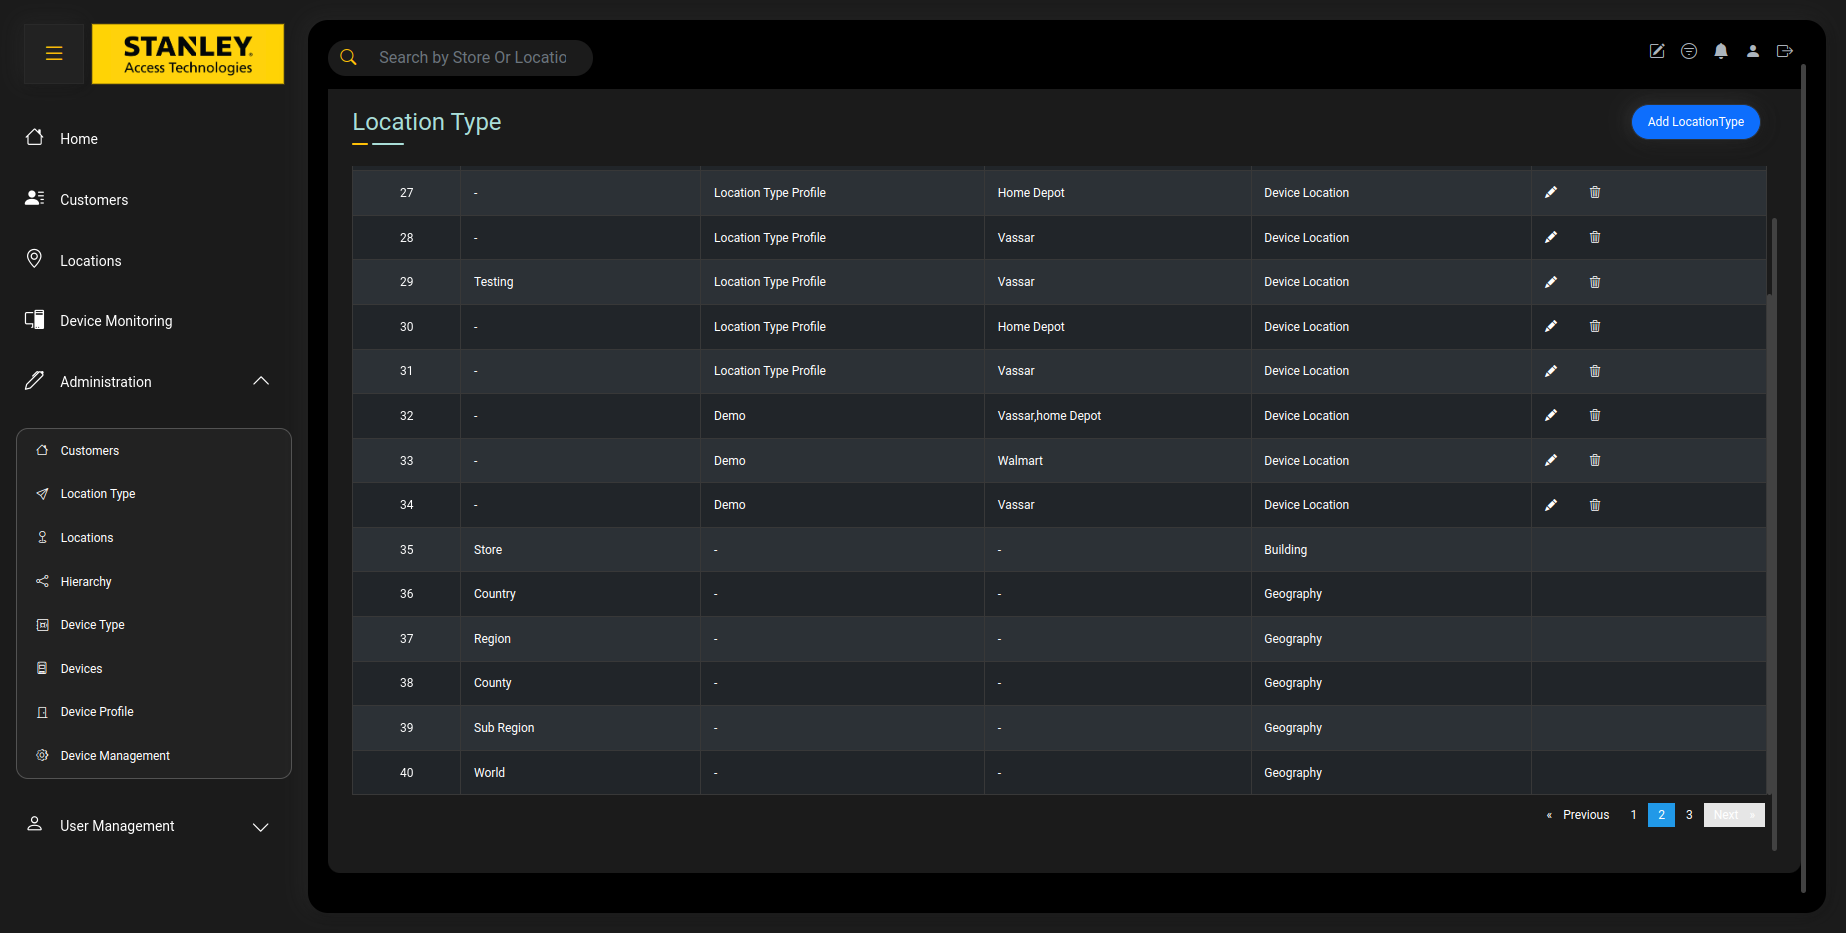 STANLEY.
Access Technologies
Search by Store Or Locatio
Home
Customers
Locations
Device Monitoring
Administration
Customers
Location Type
Locations
Hierarchy
Device Type
Devices
Device Profile
Device Management
User Management
Location Type
Add LocationType
27 - Location Type Profile Home Depot Device Location
28 - Location Type Profile Vassar Device Location
29 Testing Location Type Profile Vassar Device Location
30 - Location Type Profile Home Depot Device Location
31 - Location Type Profile Vassar Device Location
32 - Demo Vassar,home Depot Device Location
33 - Demo Walmart Device Location
34 - Demo Vassar Device Location
35 Store - - Building
36 Country - - Geography
37 Region - - Geography
38 County - - Geography
39 Sub Region - - Geography
40 World - - Geography
« Previous 1 2 3 Next »